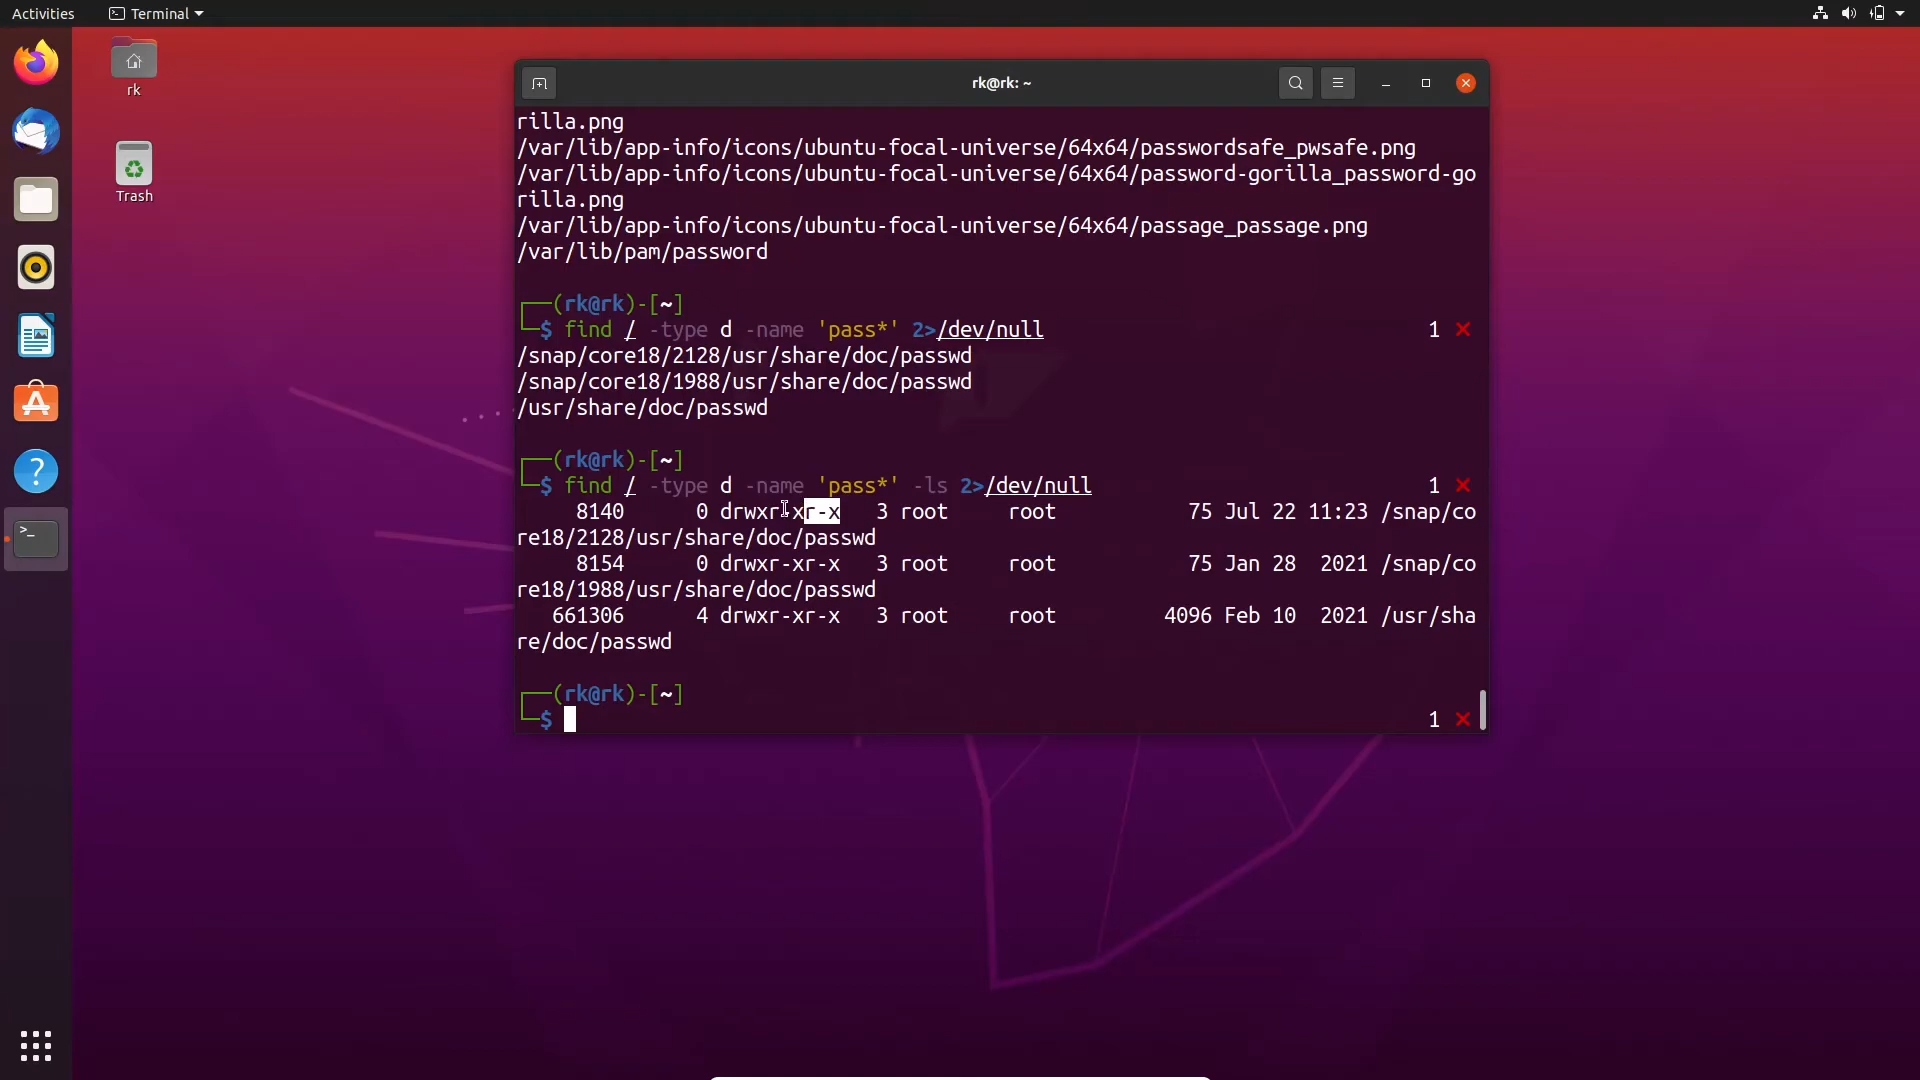 Activities
Terminal
rk
Trash
rk@rk: ~
rilla.png
/var/lib/app-info/icons/ubuntu-focal-universe/64x64/passwordsafe_pwsafe.png
/var/lib/app-info/icons/ubuntu-focal-universe/64x64/password-gorilla_password-go
rilla.png
/var/lib/app-info/icons/ubuntu-focal-universe/64x64/passage_passage.png
/var/lib/pam/password
┌──(rk@rk)-[~]
└─$ find / -type d -name 'pass*' 2>/dev/null 1 ✕
/snap/core18/2128/usr/share/doc/passwd
/snap/core18/1988/usr/share/doc/passwd
/usr/share/doc/passwd
┌──(rk@rk)-[~]
└─$ find / -type d -name 'pass*' -ls 2>/dev/null 1 ✕
8140 0 drwxr-xr-x 3 root root 75 Jul 22 11:23 /snap/co
re18/2128/usr/share/doc/passwd
8154 0 drwxr-xr-x 3 root root 75 Jan 28 2021 /snap/co
re18/1988/usr/share/doc/passwd
661306 4 drwxr-xr-x 3 root root 4096 Feb 10 2021 /usr/sha
re/doc/passwd
┌──(rk@rk)-[~]
└─$ 1 ✕